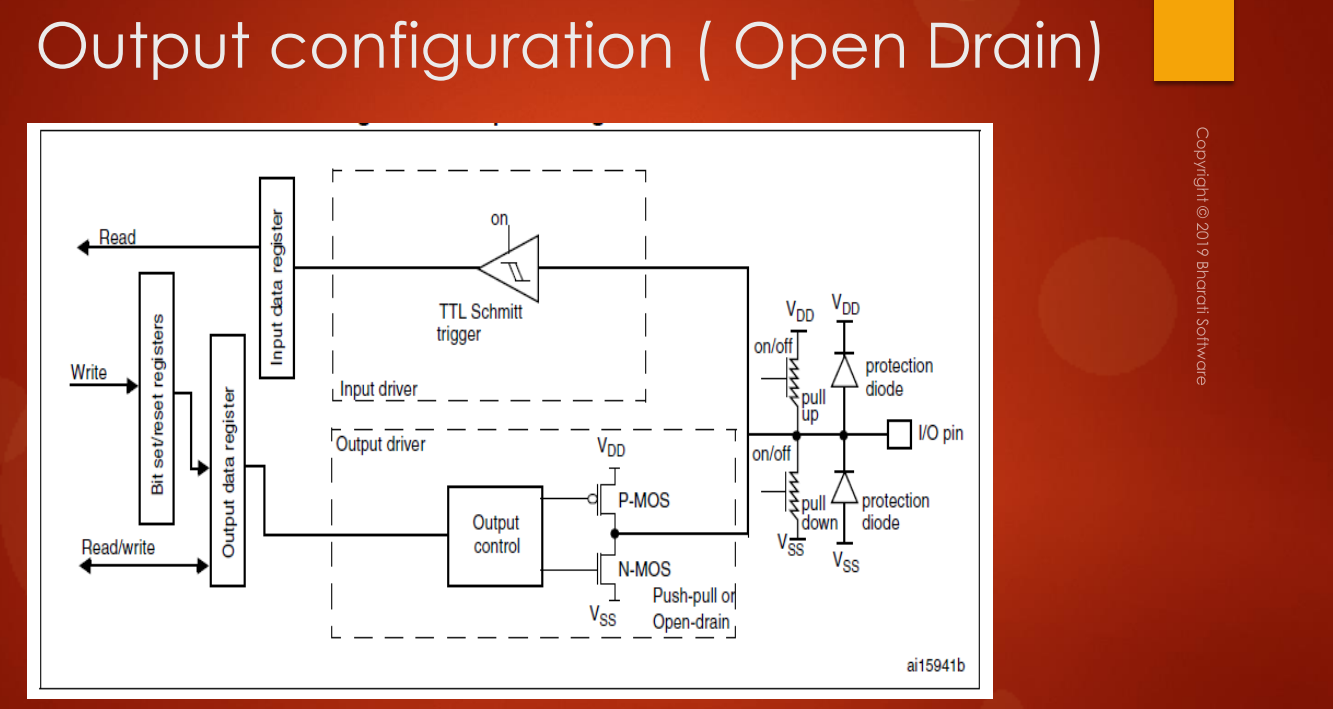 Output configuration ( Open Drain)
Copyright © 2019 Bharati Software
Read
Input data register
on
TTL Schmitt
trigger
Input driver
Write
Bit set/reset registers
Output data register
Read/write
Output driver
Output
control
VDD
P-MOS
N-MOS
VSS
Push-pull or
Open-drain
VDD
VDD
on/off
pull
up
protection
diode
I/O pin
on/off
pull
down
protection
diode
VSS
VSS
ai15941b